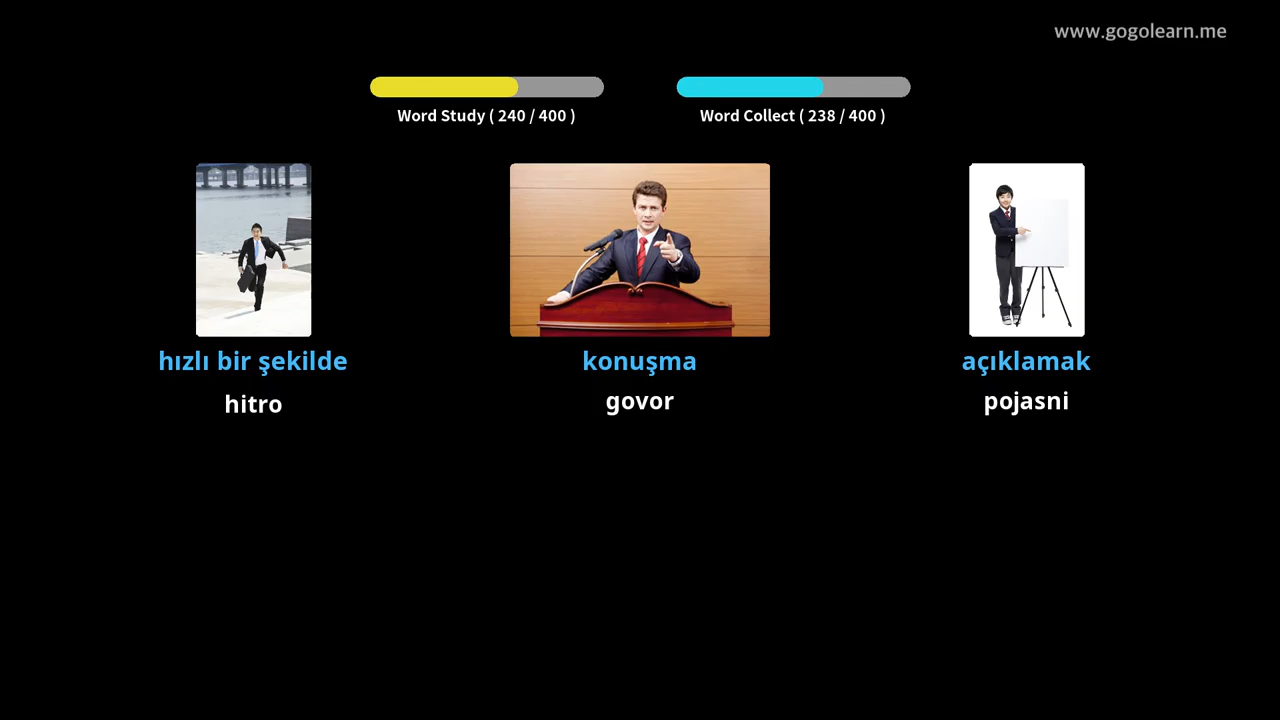 www.gogolearn.me
Word Study ( 240 / 400 )
Word Collect ( 238 / 400 )
hızlı bir şekilde
hitro
konuşma
govor
açıklamak
pojasni